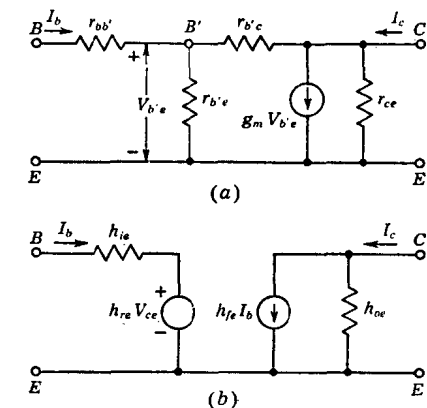 B I_b r_bb' B' r_b'c I_c C
+
V_b'e r_b'e g_m V_b'e r_ce
−
E E
(a)
B I_b h_ie I_c C
+
h_re V_ce h_fe I_b h_oe
−
E E
(b)